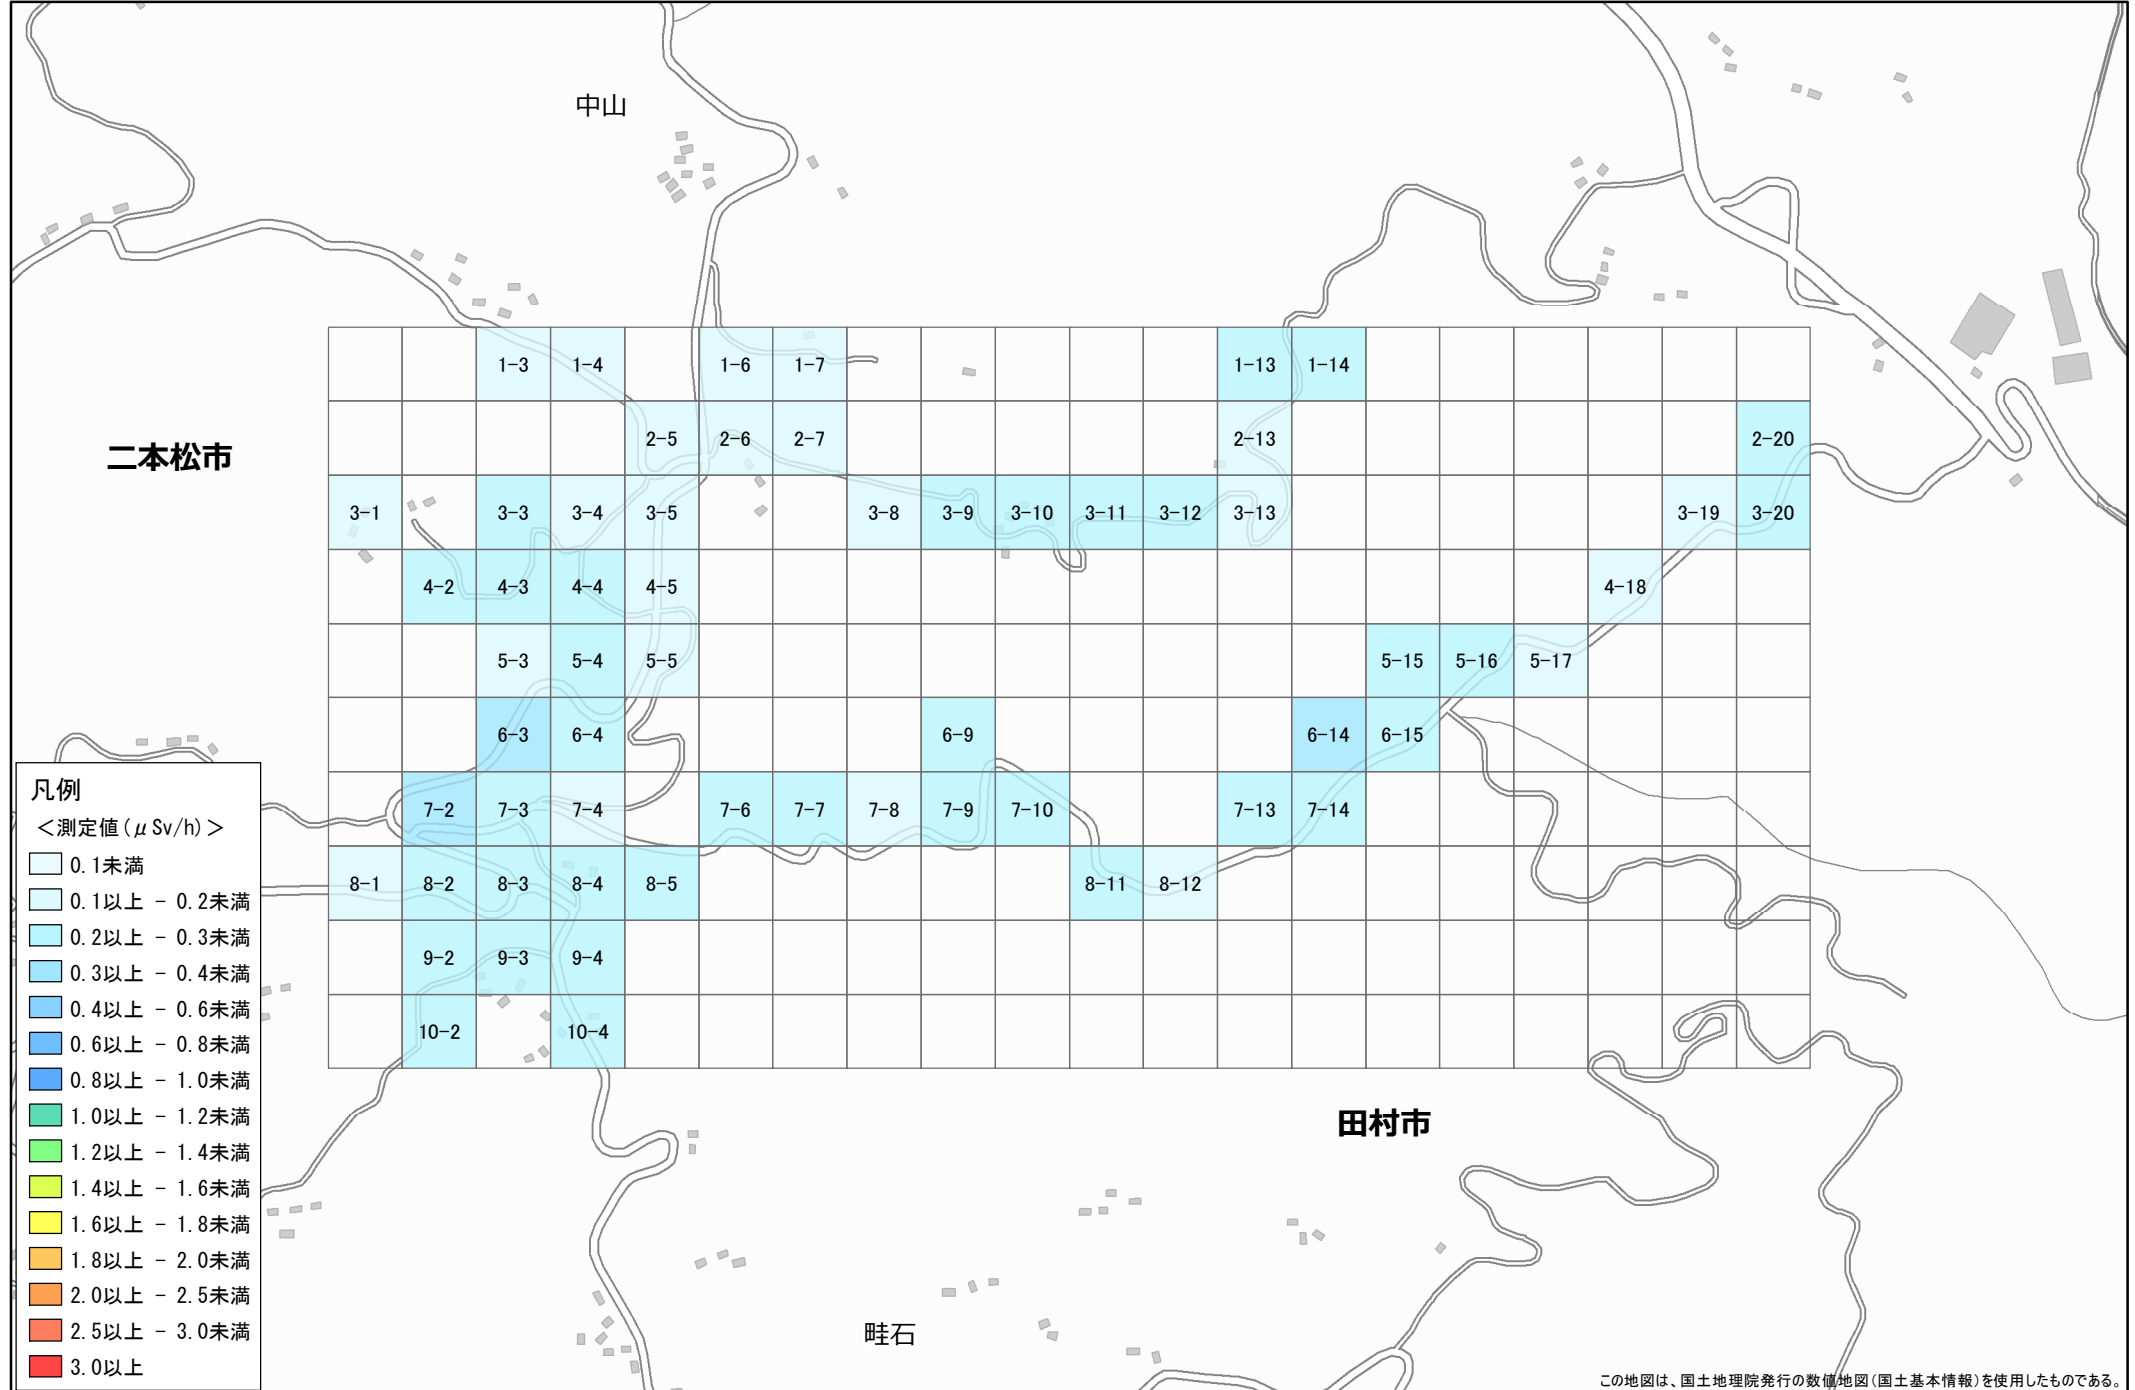 中山
二本松市
1-3 1-4 1-6 1-7 1-13 1-14
2-5 2-6 2-7 2-13 2-20
3-1 3-3 3-4 3-5 3-8 3-9 3-10 3-11 3-12 3-13 3-19 3-20
4-2 4-3 4-4 4-5 4-18
5-3 5-4 5-5 5-15 5-16 5-17
6-3 6-4 6-9 6-14 6-15
7-2 7-3 7-4 7-6 7-7 7-8 7-9 7-10 7-13 7-14
8-1 8-2 8-3 8-4 8-5 8-11 8-12
9-2 9-3 9-4
10-2 10-4
凡例
＜測定値(μSv/h)＞
0.1未満
0.1以上 - 0.2未満
0.2以上 - 0.3未満
0.3以上 - 0.4未満
0.4以上 - 0.6未満
0.6以上 - 0.8未満
0.8以上 - 1.0未満
1.0以上 - 1.2未満
1.2以上 - 1.4未満
1.4以上 - 1.6未満
1.6以上 - 1.8未満
1.8以上 - 2.0未満
2.0以上 - 2.5未満
2.5以上 - 3.0未満
3.0以上
田村市
畦石
この地図は、国土地理院発行の数値地図(国土基本情報)を使用したものである。